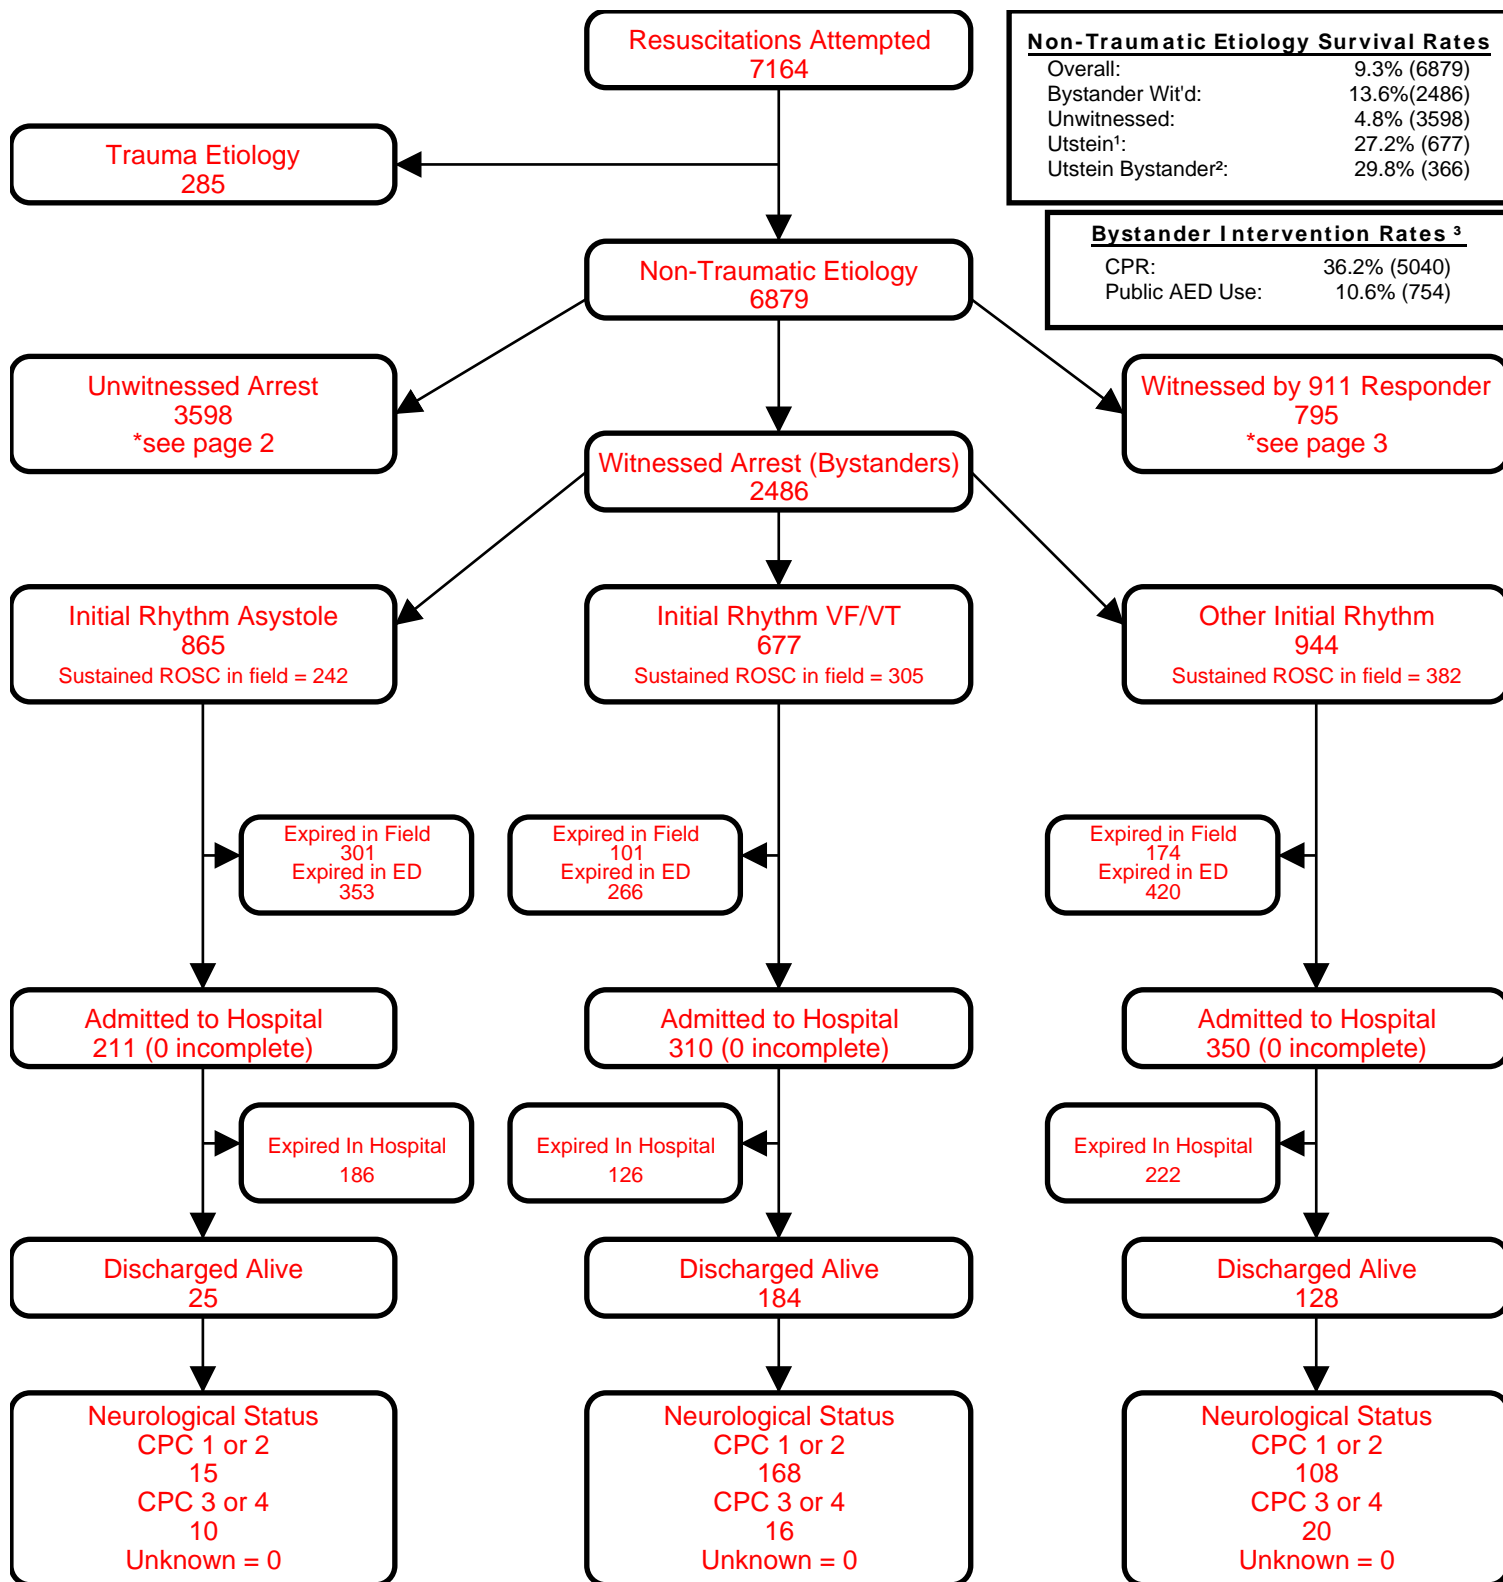 Resuscitations Attempted
7164
Non-Traumatic Etiology Survival Rates
Overall: 9.3% (6879)
Bystander Wit'd: 13.6%(2486)
Unwitnessed: 4.8% (3598)
Utstein¹: 27.2% (677)
Utstein Bystander²: 29.8% (366)
Trauma Etiology
285
Bystander Intervention Rates ³
CPR: 36.2% (5040)
Public AED Use: 10.6% (754)
Non-Traumatic Etiology
6879
Unwitnessed Arrest
3598
*see page 2
Witnessed Arrest (Bystanders)
2486
Witnessed by 911 Responder
795
*see page 3
Initial Rhythm Asystole
865
Sustained ROSC in field = 242
Initial Rhythm VF/VT
677
Sustained ROSC in field = 305
Other Initial Rhythm
944
Sustained ROSC in field = 382
Expired in Field
301
Expired in ED
353
Expired in Field
101
Expired in ED
266
Expired in Field
174
Expired in ED
420
Admitted to Hospital
211 (0 incomplete)
Admitted to Hospital
310 (0 incomplete)
Admitted to Hospital
350 (0 incomplete)
Expired In Hospital
186
Expired In Hospital
126
Expired In Hospital
222
Discharged Alive
25
Discharged Alive
184
Discharged Alive
128
Neurological Status
CPC 1 or 2
15
CPC 3 or 4
10
Unknown = 0
Neurological Status
CPC 1 or 2
168
CPC 3 or 4
16
Unknown = 0
Neurological Status
CPC 1 or 2
108
CPC 3 or 4
20
Unknown = 0